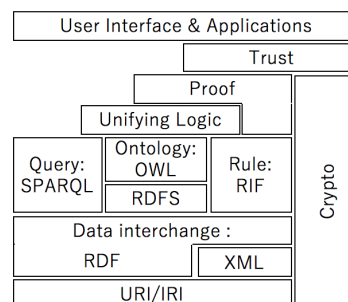 User Interface & Applications
Trust
Proof
Unifying Logic
Query:
SPARQL
Ontology:
OWL
RDFS
Rule:
RIF
Crypto
Data interchange :
RDF
XML
URI/IRI